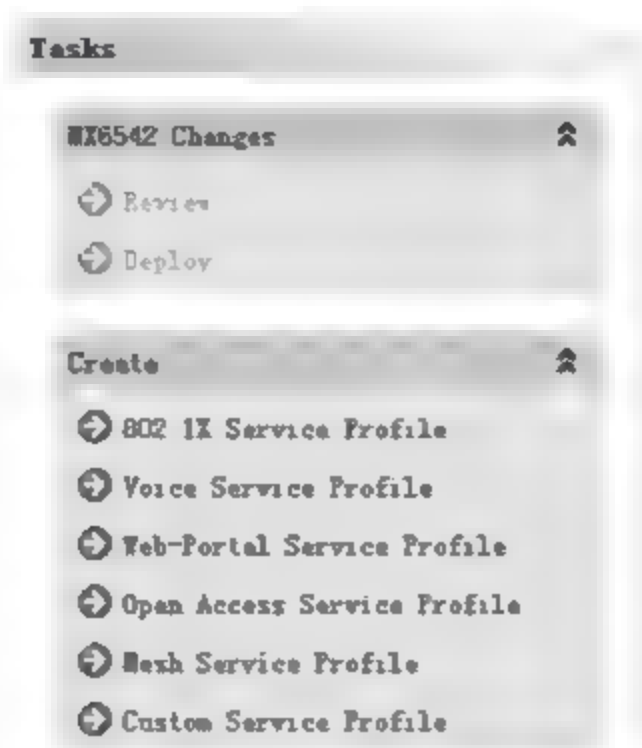 Tasks
MX6542 Changes
Review
Deploy
Create
802 1X Service Profile
Voice Service Profile
Web-Portal Service Profile
Open Access Service Profile
Mesh Service Profile
Custom Service Profile